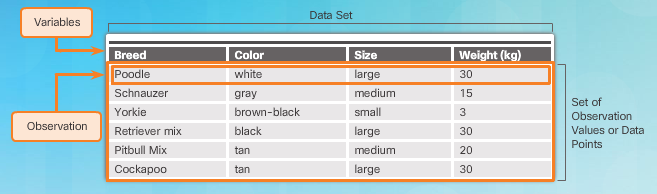 Variables
Data Set
Breed Color Size Weight (kg)
Poodle white large 30
Schnauzer gray medium 15
Yorkie brown-black small 3
Retriever mix black large 30
Pitbull Mix tan medium 20
Cockapoo tan large 30
Observation
Set of
Observation
Values or Data
Points